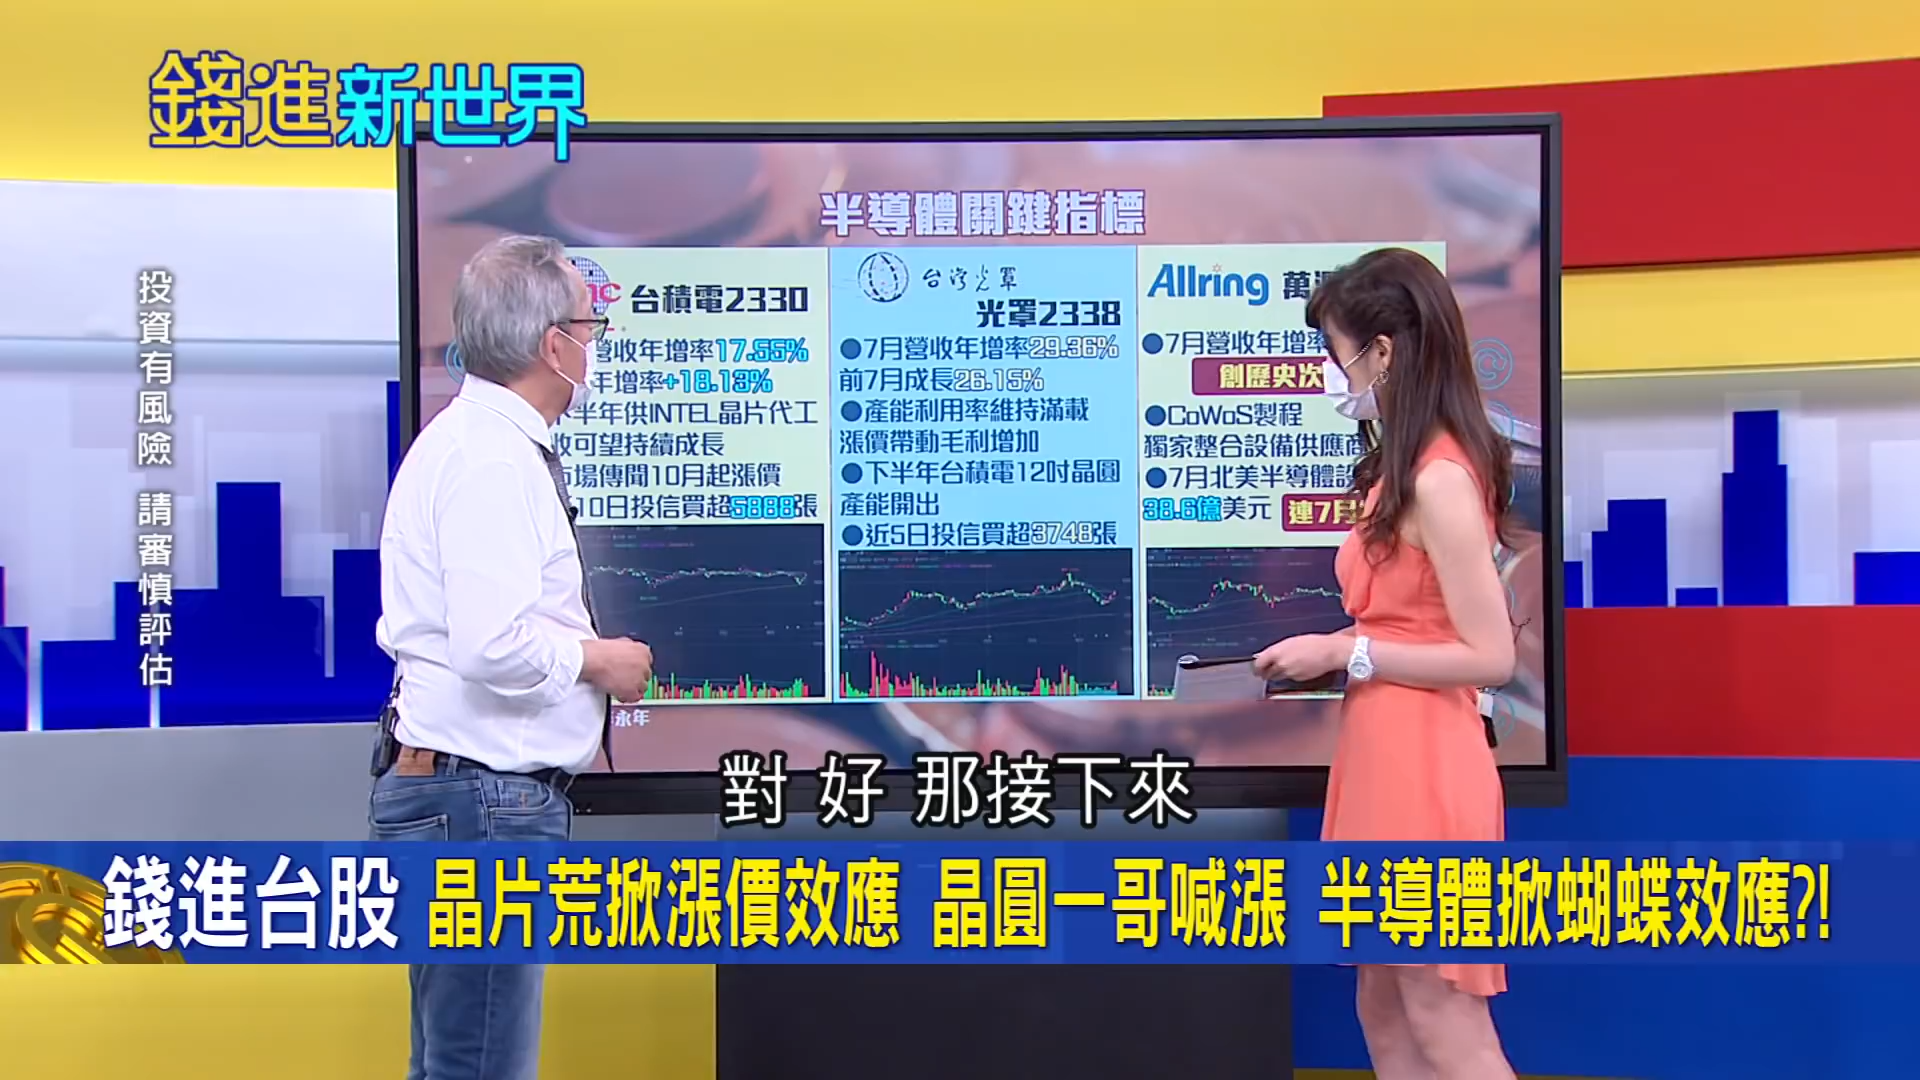 錢進新世界
投資有風險 請審慎評估
半導體關鍵指標
台積電2330
營收年增率17.55%
年增率+18.13%
半年供INTEL晶片代工
收可望持續成長
市場傳聞10月起漲價
10日投信買超5888張
台灣光罩
光罩2338
●7月營收年增率29.36%
前7月成長26.15%
●產能利用率維持滿載
漲價帶動毛利增加
●下半年台積電12吋晶圓
產能開出
●近5日投信買超3748張
Allring 萬
●7月營收年增率
創歷史次
●CoWoS製程
獨家整合設備供應商
●7月北美半導體設
38.6億美元 連7月
永年
對 好 那接下來
錢進台股 晶片荒掀漲價效應 晶圓一哥喊漲 半導體掀蝴蝶效應?!